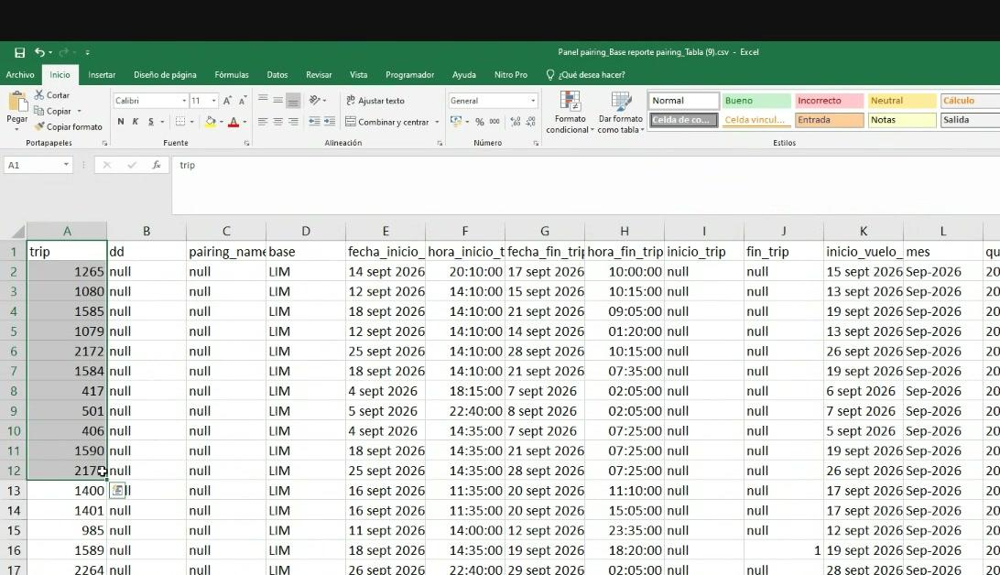 Panel pairing_Base reporte pairing_Tabla (9).csv - Excel
Archivo Inicio Insertar Diseño de página Fórmulas Datos Revisar Vista Programador Ayuda Nitro Pro ¿Qué desea hacer?
Pegar Cortar Copiar Copiar formato
Calibri 11 Ajustar texto General Normal Bueno Incorrecto Neutral Cálculo
N K S Combinar y centrar % 000 Formato condicional Dar formato como tabla Celda de co... Celda vincul... Entrada Notas Salida
Portapapeles Fuente Alineación Número Estilos
A1 fx trip
A B C D E F G H I J K L
1 trip dd pairing_name base fecha_inicio_ hora_inicio_t fecha_fin_trip hora_fin_trip inicio_trip fin_trip inicio_vuelo_ mes qu
2 1265 null null LIM 14 sept 2026 20:10:00 17 sept 2026 10:00:00 null null 15 sept 2026 Sep-2026 20
3 1080 null null LIM 12 sept 2026 14:10:00 15 sept 2026 10:15:00 null null 13 sept 2026 Sep-2026 20
4 1585 null null LIM 18 sept 2026 14:10:00 21 sept 2026 09:05:00 null null 19 sept 2026 Sep-2026 20
5 1079 null null LIM 12 sept 2026 14:10:00 14 sept 2026 01:20:00 null null 13 sept 2026 Sep-2026 20
6 2172 null null LIM 25 sept 2026 14:10:00 28 sept 2026 10:15:00 null null 26 sept 2026 Sep-2026 20
7 1584 null null LIM 18 sept 2026 14:10:00 21 sept 2026 07:35:00 null null 19 sept 2026 Sep-2026 20
8 417 null null LIM 4 sept 2026 18:15:00 7 sept 2026 02:05:00 null null 6 sept 2026 Sep-2026 20
9 501 null null LIM 5 sept 2026 22:40:00 8 sept 2026 02:05:00 null null 7 sept 2026 Sep-2026 20
10 406 null null LIM 4 sept 2026 14:35:00 7 sept 2026 07:25:00 null null 5 sept 2026 Sep-2026 20
11 1590 null null LIM 18 sept 2026 14:35:00 21 sept 2026 07:25:00 null null 19 sept 2026 Sep-2026 20
12 null null LIM 25 sept 2026 14:35:00 28 sept 2026 07:25:00 null null 26 sept 2026 Sep-2026 20
13 1400 null LIM 16 sept 2026 11:35:00 20 sept 2026 11:10:00 null null 17 sept 2026 Sep-2026 20
14 1401 null null LIM 16 sept 2026 11:35:00 20 sept 2026 15:05:00 null null 17 sept 2026 Sep-2026 20
15 985 null null LIM 11 sept 2026 14:00:00 12 sept 2026 23:35:00 null null 12 sept 2026 Sep-2026 20
16 1589 null null LIM 18 sept 2026 14:35:00 19 sept 2026 18:20:00 null 1 19 sept 2026 Sep-2026 20
17 2264 null null LIM 26 sept 2026 22:40:00 29 sept 2026 02:05:00 null null 28 sept 2026 Sep-2026 20